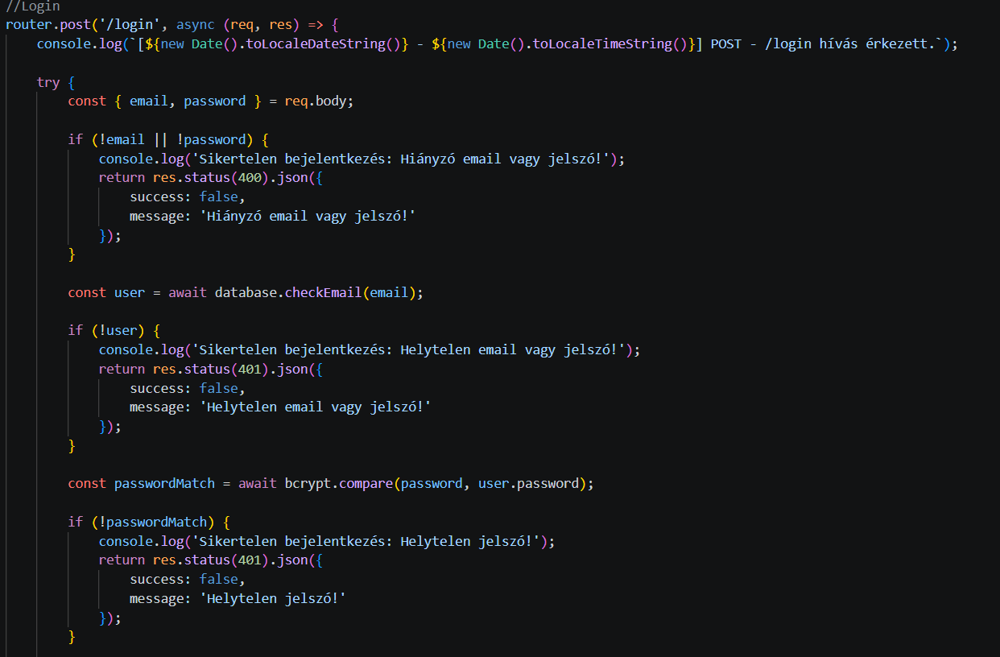 //Login
router.post('/login', async (req, res) => {
    console.log(`[${new Date().toLocaleDateString()} - ${new Date().toLocaleTimeString()}] POST - /login hívás érkezett.`);

    try {
        const { email, password } = req.body;

        if (!email || !password) {
            console.log('Sikertelen bejelentkezés: Hiányzó email vagy jelszó!');
            return res.status(400).json({
                success: false,
                message: 'Hiányzó email vagy jelszó!'
            });
        }

        const user = await database.checkEmail(email);

        if (!user) {
            console.log('Sikertelen bejelentkezés: Helytelen email vagy jelszó!');
            return res.status(401).json({
                success: false,
                message: 'Helytelen email vagy jelszó!'
            });
        }

        const passwordMatch = await bcrypt.compare(password, user.password);

        if (!passwordMatch) {
            console.log('Sikertelen bejelentkezés: Helytelen jelszó!');
            return res.status(401).json({
                success: false,
                message: 'Helytelen jelszó!'
            });
        }